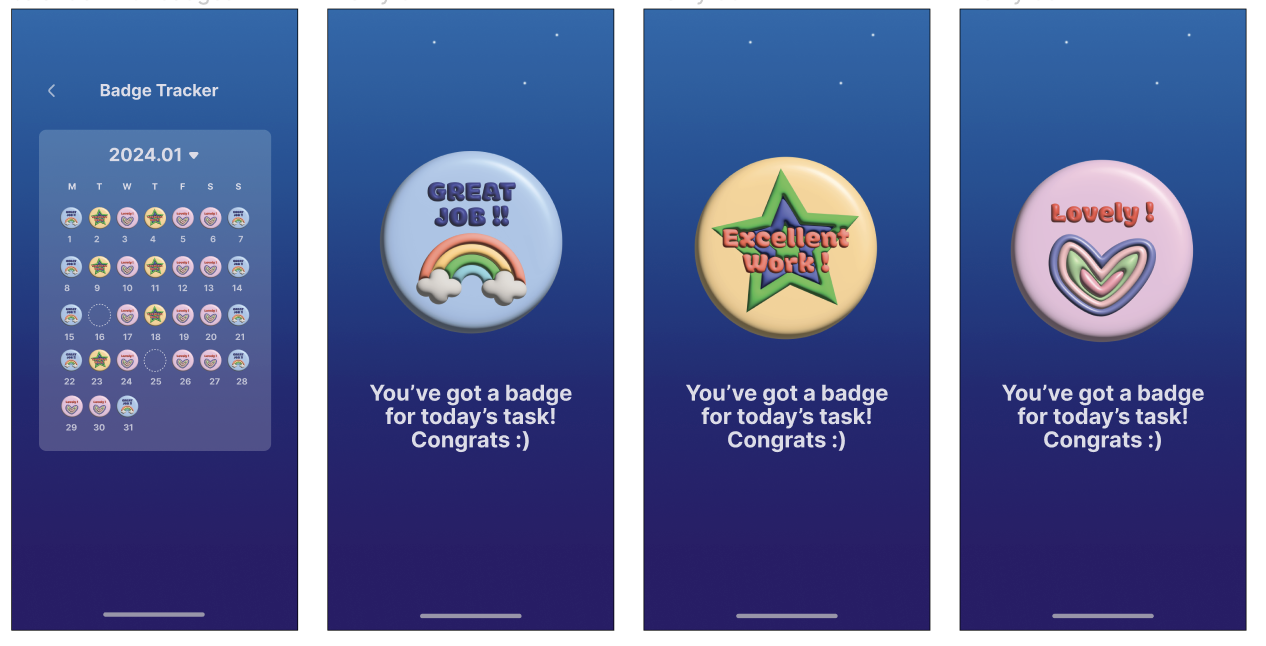 Badge Tracker
2024.01
M T W T F S S
1 2 3 4 5 6 7
8 9 10 11 12 13 14
15 16 17 18 19 20 21
22 23 24 25 26 27 28
29 30 31
GREAT
JOB !!
You’ve got a badge
for today’s task!
Congrats :)
Excellent
Work !
You’ve got a badge
for today’s task!
Congrats :)
Lovely !
You’ve got a badge
for today’s task!
Congrats :)